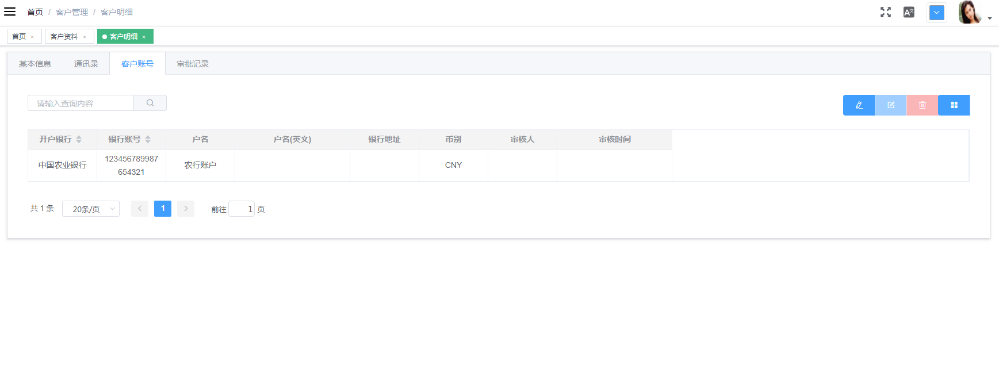 首页 / 客户管理 / 客户明细
首页 × 客户资料 × 客户明细 ×
基本信息 通讯录 客户账号 审批记录
请输入查询内容
开户银行 银行账号 户名 户名(英文) 银行地址 币别 审核人 审核时间
中国农业银行 123456789987654321 农行账户 CNY
共 1 条 20条/页 1 前往 1 页